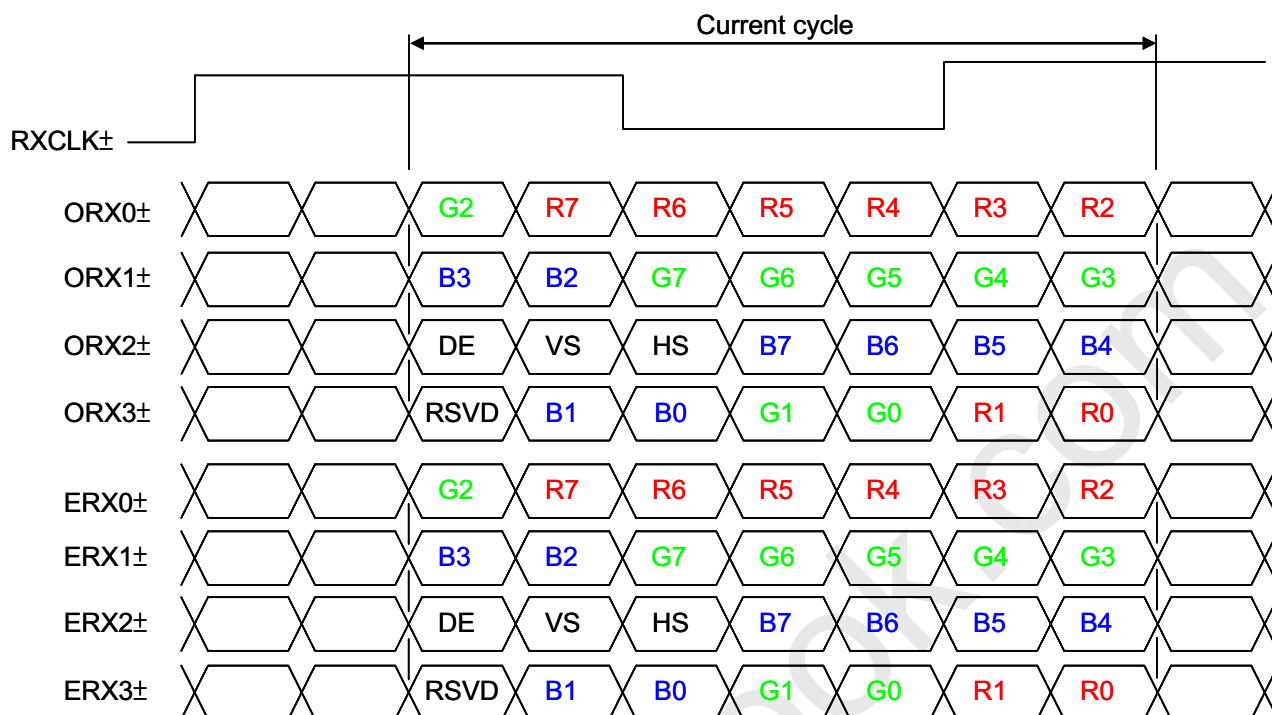 Current cycle
RXCLK±
ORX0± G2 R7 R6 R5 R4 R3 R2
ORX1± B3 B2 G7 G6 G5 G4 G3
ORX2± DE VS HS B7 B6 B5 B4
ORX3± RSVD B1 B0 G1 G0 R1 R0
ERX0± G2 R7 R6 R5 R4 R3 R2
ERX1± B3 B2 G7 G6 G5 G4 G3
ERX2± DE VS HS B7 B6 B5 B4
ERX3± RSVD B1 B0 G1 G0 R1 R0
ook.com